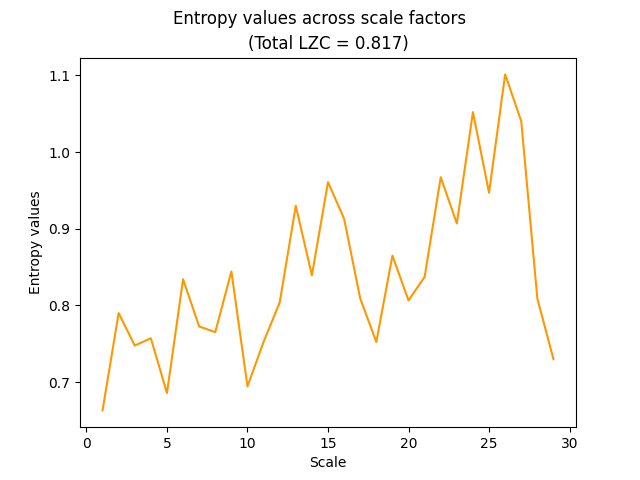 Entropy values across scale factors
(Total LZC = 0.817)
Entropy values
1.1
1.0
0.9
0.8
0.7
0 5 10 15 20 25 30
Scale